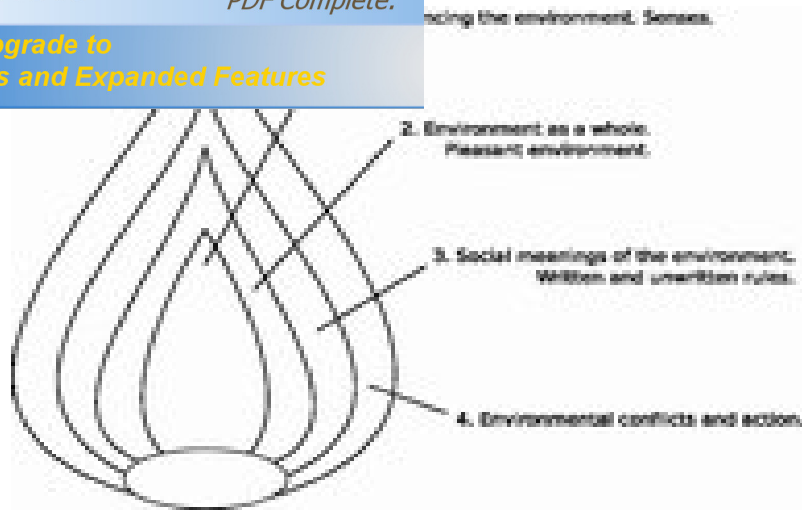 PDF Complete.
ograde to
s and Expanded Features
ncing the environment. Senses.
2. Environment as a whole.
Pleasant environment.
3. Social meanings of the environment.
Written and unwritten rules.
4. Environmental conflicts and action.